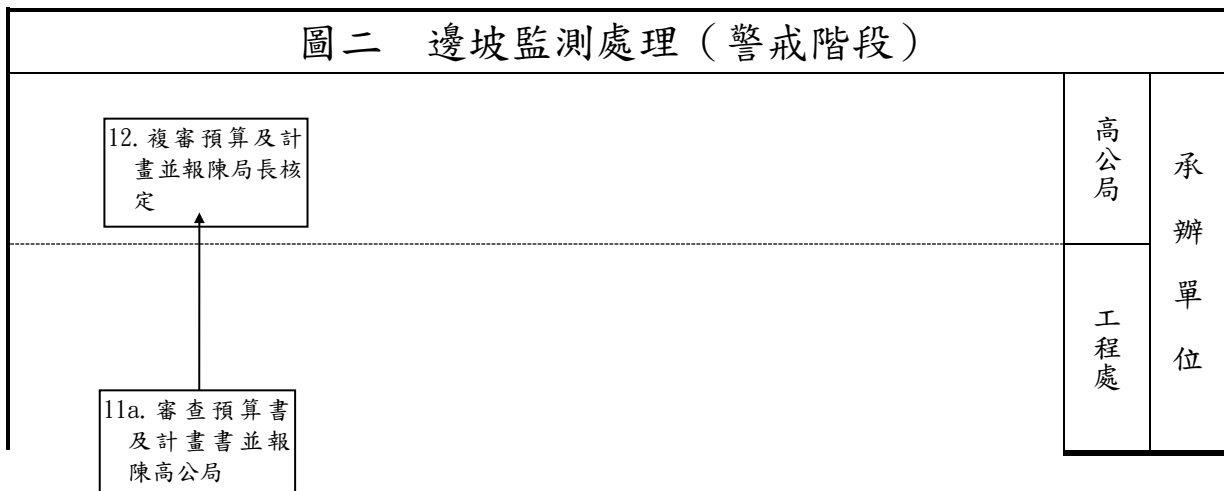 圖二　邊坡監測處理（警戒階段）
12. 複審預算及計
畫並報陳局長核
定
高公局
承辦單位
工程處
11a. 審查預算書
及計畫書並報
陳高公局